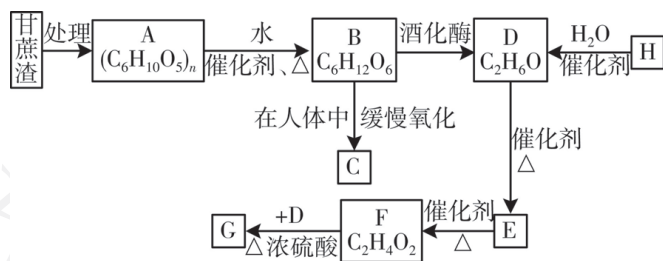 甘蔗渣
处理
A
(C₆H₁₀O₅)ₙ
水
催化剂、△
B
C₆H₁₂O₆
酒化酶
D
C₂H₆O
H₂O
催化剂
H
在人体中
缓慢氧化
C
催化剂
△
E
催化剂
△
F
C₂H₄O₂
+D
△浓硫酸
G